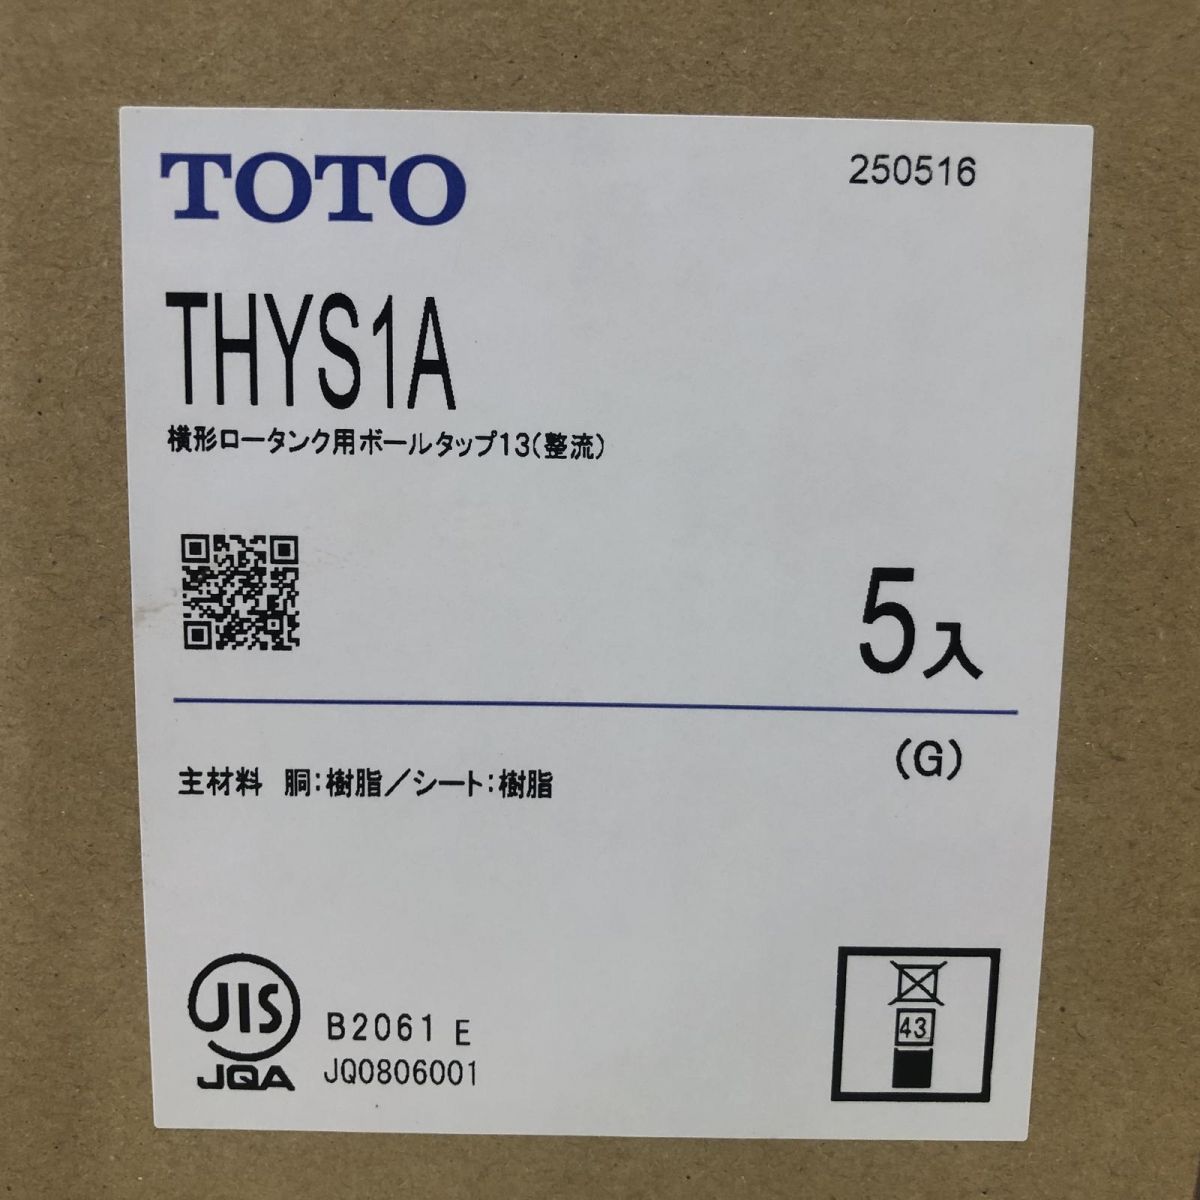 TOTO
250516
THYS1A
横形ロータンク用ボールタップ13(整流)
5入
(G)
主材料 胴:樹脂/シート:樹脂
JIS
JQA
B2061 E
JQ0806001
43